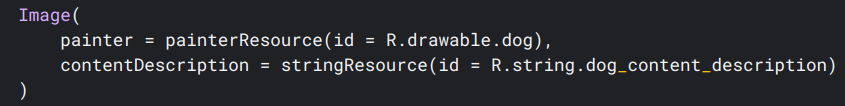 Image(
    painter = painterResource(id = R.drawable.dog),
    contentDescription = stringResource(id = R.string.dog_content_description)
)